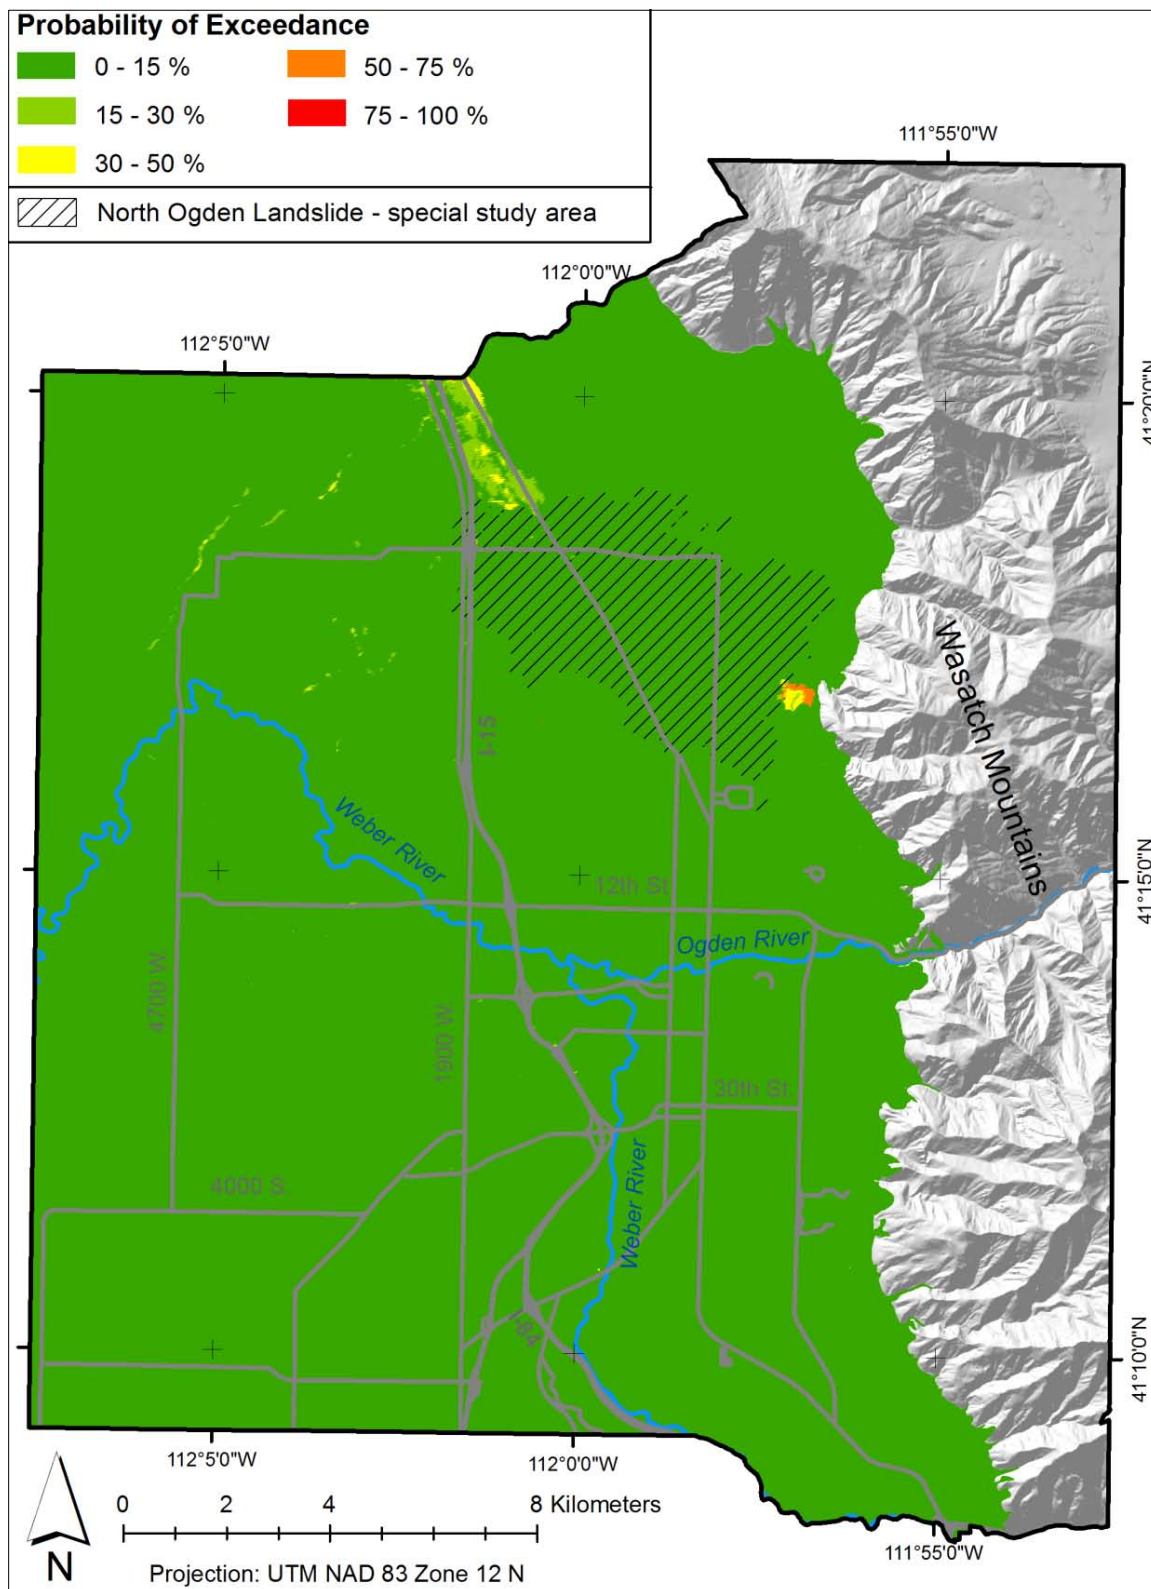 Probability of Exceedance
0 - 15 %
50 - 75 %
15 - 30 %
75 - 100 %
30 - 50 %
North Ogden Landslide - special study area
111°55'0"W
112°0'0"W
112°5'0"W
41°20'0"N
Wasatch Mountains
I-15
Weber River
41°15'0"N
12th St
Ogden River
4700 W
1900 W.
30th St.
4000 S.
Weber River
I-84
41°10'0"N
112°5'0"W
112°0'0"W
111°55'0"W
0 2 4 8 Kilometers
N
Projection: UTM NAD 83 Zone 12 N